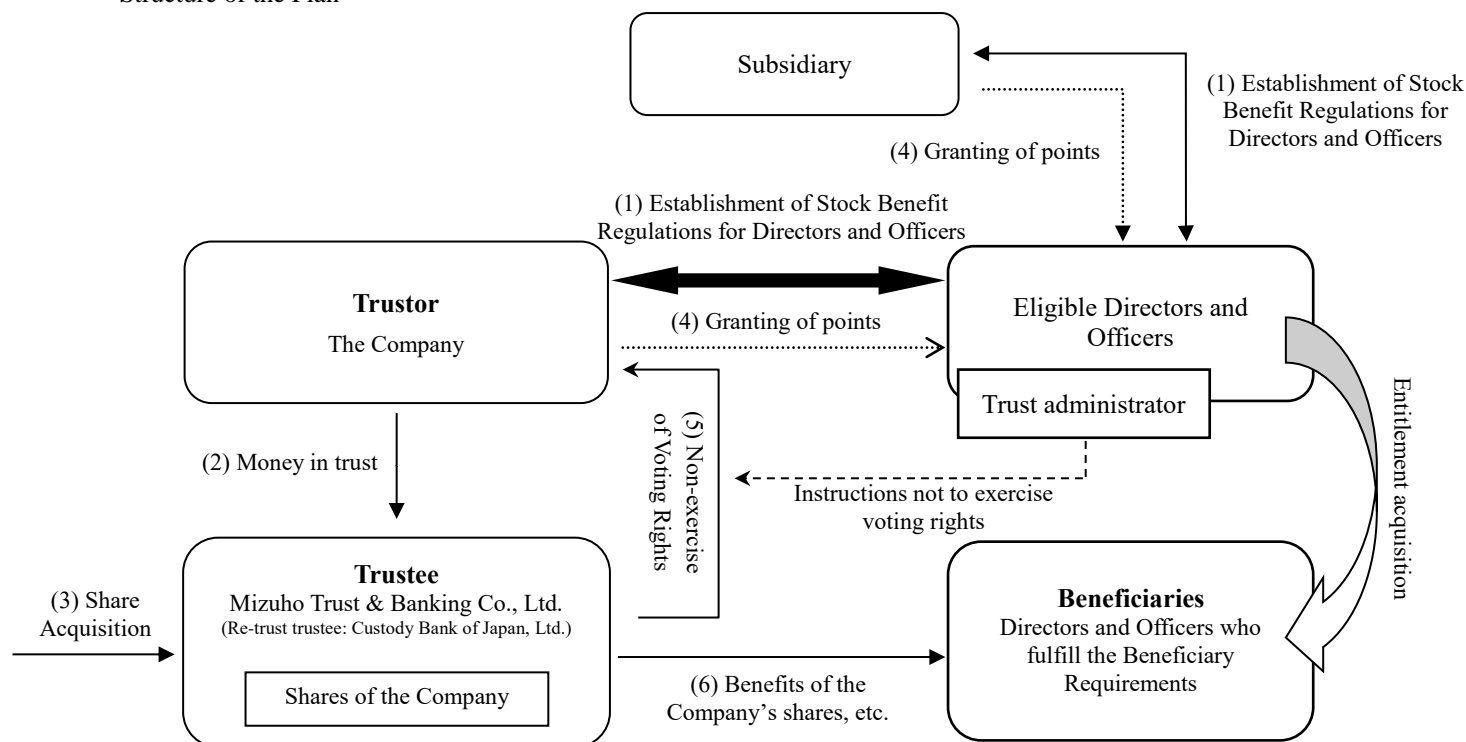 Structure of the Plan
Subsidiary
(1) Establishment of Stock
Benefit Regulations for
Directors and Officers
(4) Granting of points
(1) Establishment of Stock Benefit
Regulations for Directors and Officers
Trustor
The Company
(4) Granting of points
Eligible Directors and
Officers
Trust administrator
(2) Money in trust
(5) Non-exercise
of Voting Rights
Instructions not to exercise
voting rights
Entitlement acquisition
(3) Share
Acquisition
Trustee
Mizuho Trust & Banking Co., Ltd.
(Re-trust trustee: Custody Bank of Japan, Ltd.)
Shares of the Company
(6) Benefits of the
Company’s shares, etc.
Beneficiaries
Directors and Officers who
fulfill the Beneficiary
Requirements